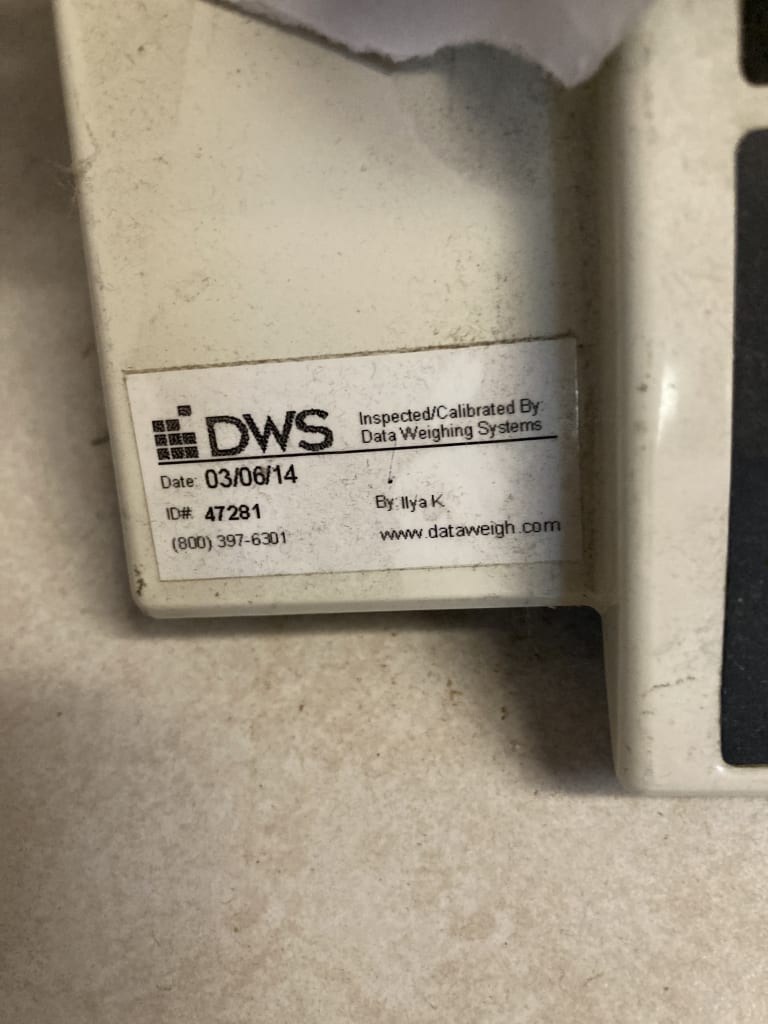 DWS
Inspected/Calibrated By:
Data Weighing Systems
Date: 03/06/14
ID#: 47281
By: Ilya K
(800) 397-6301
www.dataweigh.com